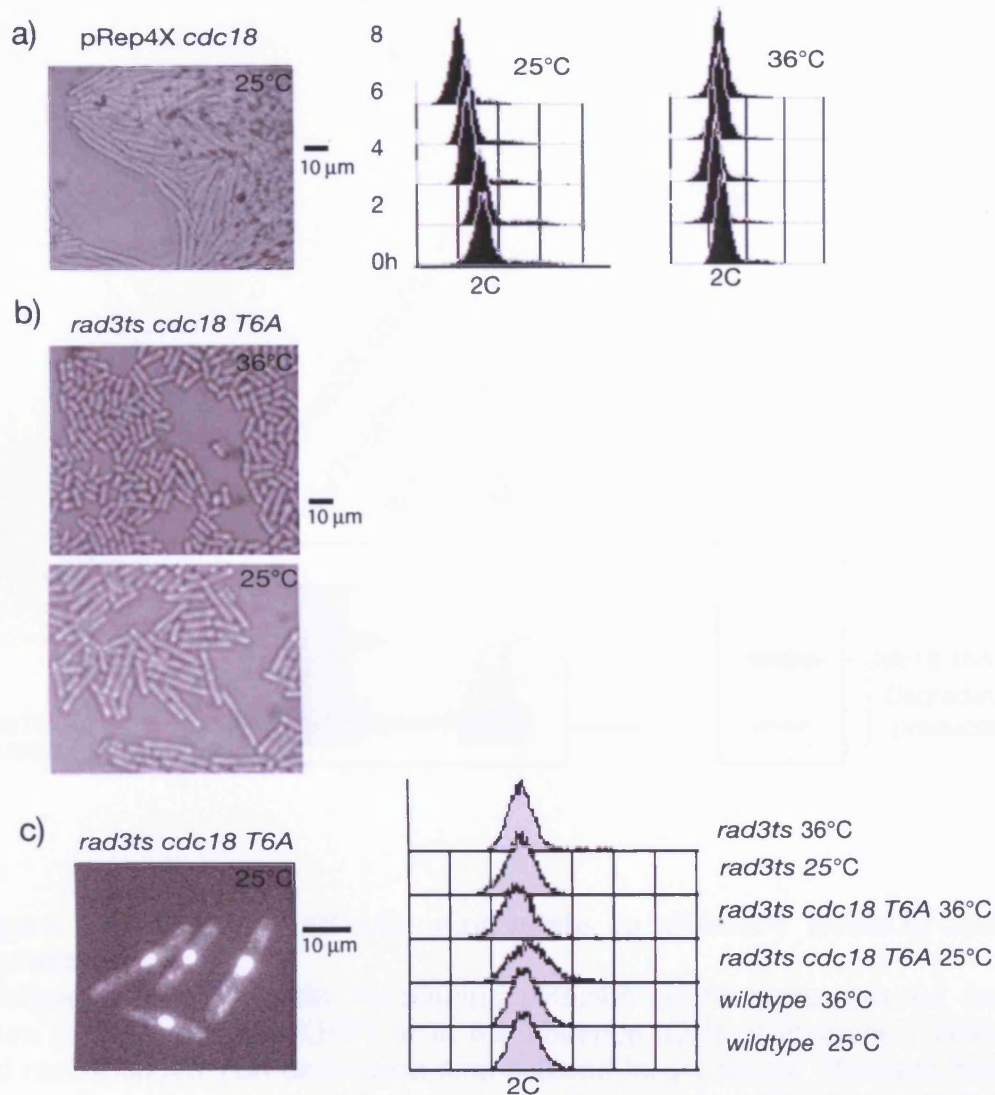 a)
pRep4X cdc18
25°C
10 µm
8
6
4
2
0h
25°C
2C
36°C
2C
b)
rad3ts cdc18 T6A
36°C
10 µm
25°C
c)
rad3ts cdc18 T6A
25°C
10 µm
rad3ts 36°C
rad3ts 25°C
rad3ts cdc18 T6A 36°C
rad3ts cdc18 T6A 25°C
wildtype 36°C
wildtype 25°C
2C